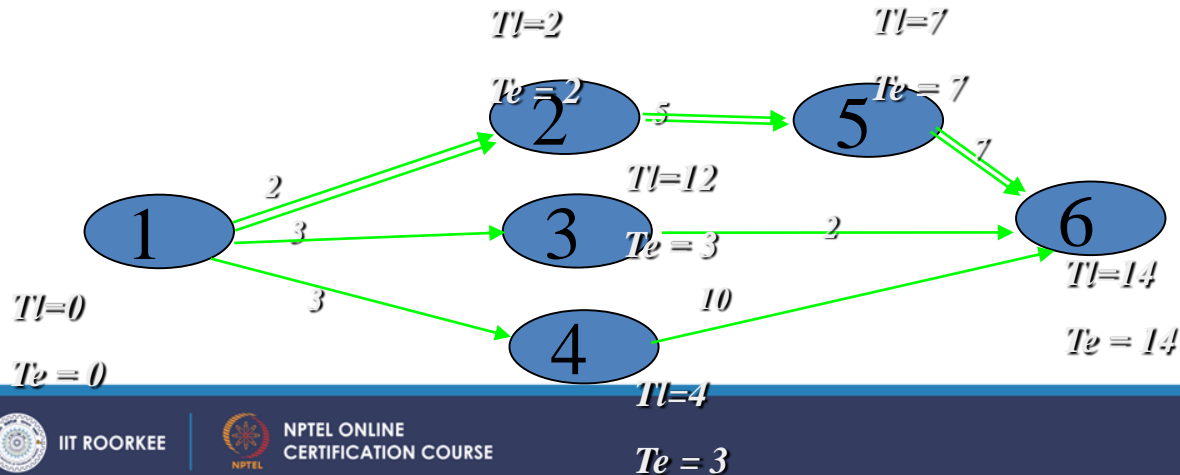 Tl=2
Te = 2
Tl=7
Te = 7
2
5
5
7
2
3
1
3
Tl=12
Te = 3
2
6
Tl=14
Te = 14
3
10
Tl=0
Te = 0
4
Tl=4
Te = 3
IIT ROORKEE
NPTEL
NPTEL ONLINE
CERTIFICATION COURSE